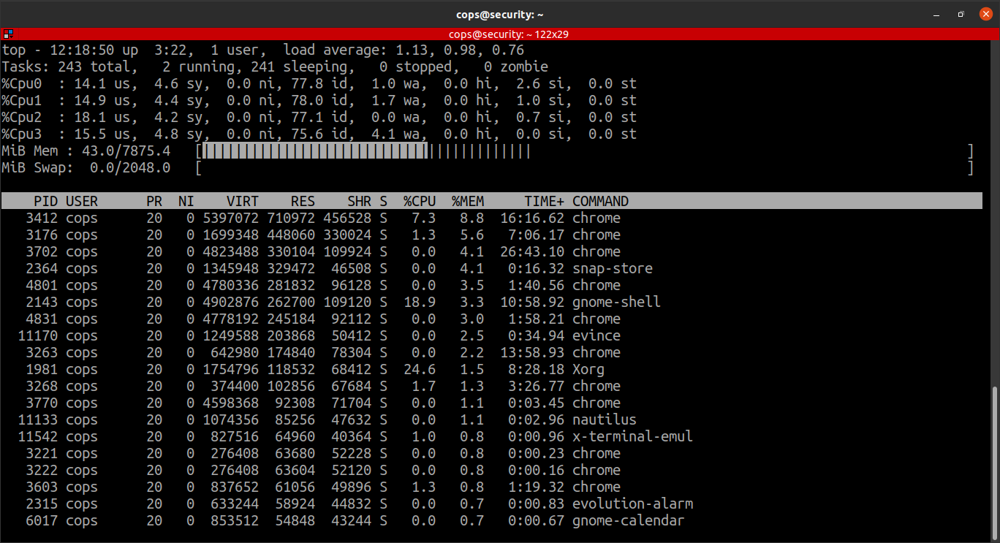 cops@security: ~
cops@security: ~ 122x29
top - 12:18:50 up  3:22,  1 user,  load average: 1.13, 0.98, 0.76
Tasks: 243 total,   2 running, 241 sleeping,   0 stopped,   0 zombie
%Cpu0  : 14.1 us,  4.6 sy,  0.0 ni, 77.8 id,  1.0 wa,  0.0 hi,  2.6 si,  0.0 st
%Cpu1  : 14.9 us,  4.4 sy,  0.0 ni, 78.0 id,  1.7 wa,  0.0 hi,  1.0 si,  0.0 st
%Cpu2  : 18.1 us,  4.2 sy,  0.0 ni, 77.1 id,  0.0 wa,  0.0 hi,  0.7 si,  0.0 st
%Cpu3  : 15.5 us,  4.8 sy,  0.0 ni, 75.6 id,  4.1 wa,  0.0 hi,  0.0 si,  0.0 st
MiB Mem : 43.0/7875.4   [|||||||||||||||||||||||||||||||||||||||||                                                       ]
MiB Swap:  0.0/2048.0   [                                                                                                ]
    PID USER      PR  NI    VIRT    RES    SHR S  %CPU  %MEM     TIME+ COMMAND
   3412 cops      20   0 5397072 710972 456528 S   7.3   8.8  16:16.62 chrome
   3176 cops      20   0 1699348 448060 330024 S   1.3   5.6   7:06.17 chrome
   3702 cops      20   0 4823488 330104 109924 S   0.0   4.1  26:43.10 chrome
   2364 cops      20   0 1345948 329472  46508 S   0.0   4.1   0:16.32 snap-store
   4801 cops      20   0 4780336 281832  96128 S   0.0   3.5   1:40.56 chrome
   2143 cops      20   0 4902876 262700 109120 S  18.9   3.3  10:58.92 gnome-shell
   4831 cops      20   0 4778192 245184  92112 S   0.0   3.0   1:58.21 chrome
  11170 cops      20   0 1249588 203868  50412 S   0.0   2.5   0:34.94 evince
   3263 cops      20   0  642980 174840  78304 S   0.0   2.2  13:58.93 chrome
   1981 cops      20   0 1754796 118532  68412 S  24.6   1.5   8:28.18 Xorg
   3268 cops      20   0  374400 102856  67684 S   1.7   1.3   3:26.77 chrome
   3770 cops      20   0 4598368  92308  71704 S   0.0   1.1   0:03.45 chrome
  11133 cops      20   0 1074356  85256  47632 S   0.0   1.1   0:02.96 nautilus
  11542 cops      20   0  827516  64960  40364 S   1.0   0.8   0:00.96 x-terminal-emul
   3221 cops      20   0  276408  63680  52228 S   0.0   0.8   0:00.23 chrome
   3222 cops      20   0  276408  63604  52120 S   0.0   0.8   0:00.16 chrome
   3603 cops      20   0  837652  61056  49896 S   1.3   0.8   1:19.32 chrome
   2315 cops      20   0  633244  58924  44832 S   0.0   0.7   0:00.83 evolution-alarm
   6017 cops      20   0  853512  54848  43244 S   0.0   0.7   0:00.67 gnome-calendar